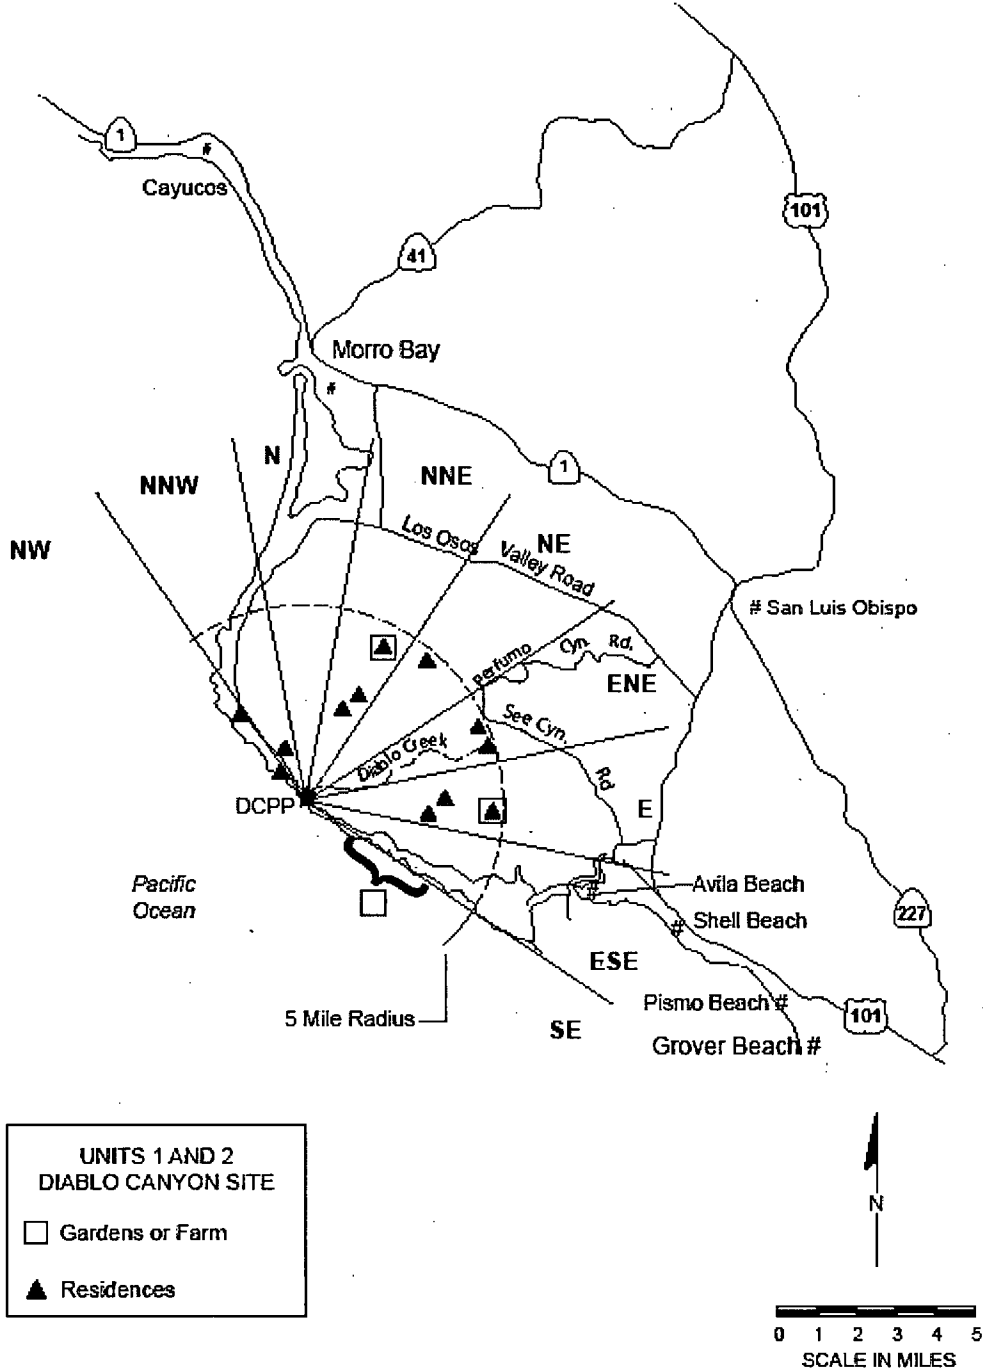 1
#
Cayucos
101
41
Morro Bay
#
N
NNE
1
NNW
NW
Los Osos Valley Road
NE
# San Luis Obispo
Perfumo Cyn. Rd.
ENE
See Cyn. Rd
Diablo Creek
DCPP
E
Pacific
Ocean
#
Avila Beach
#
Shell Beach
227
ESE
Pismo Beach #
5 Mile Radius
SE
101
Grover Beach #
UNITS 1 AND 2
DIABLO CANYON SITE
Gardens or Farm
Residences
N
0 1 2 3 4 5
SCALE IN MILES